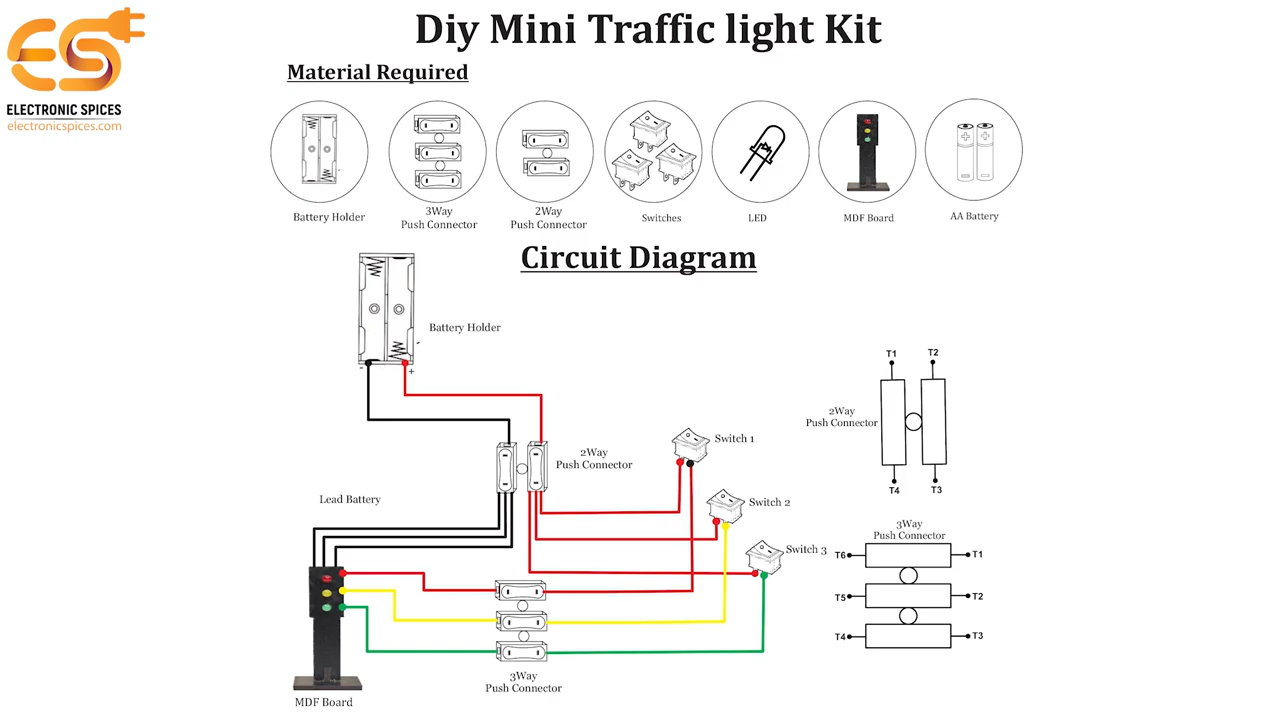 ES
ELECTRONIC SPICES
electronicspices.com
Diy Mini Traffic light Kit
Material Required
Battery Holder
3Way
Push Connector
2Way
Push Connector
Switches
LED
MDF Board
AA Battery
Circuit Diagram
Battery Holder
-
+
2Way
Push Connector
Switch 1
Switch 2
Switch 3
Lead Battery
3Way
Push Connector
MDF Board
T1
T2
2Way
Push Connector
T4
T3
3Way
Push Connector
T6
T1
T5
T2
T4
T3